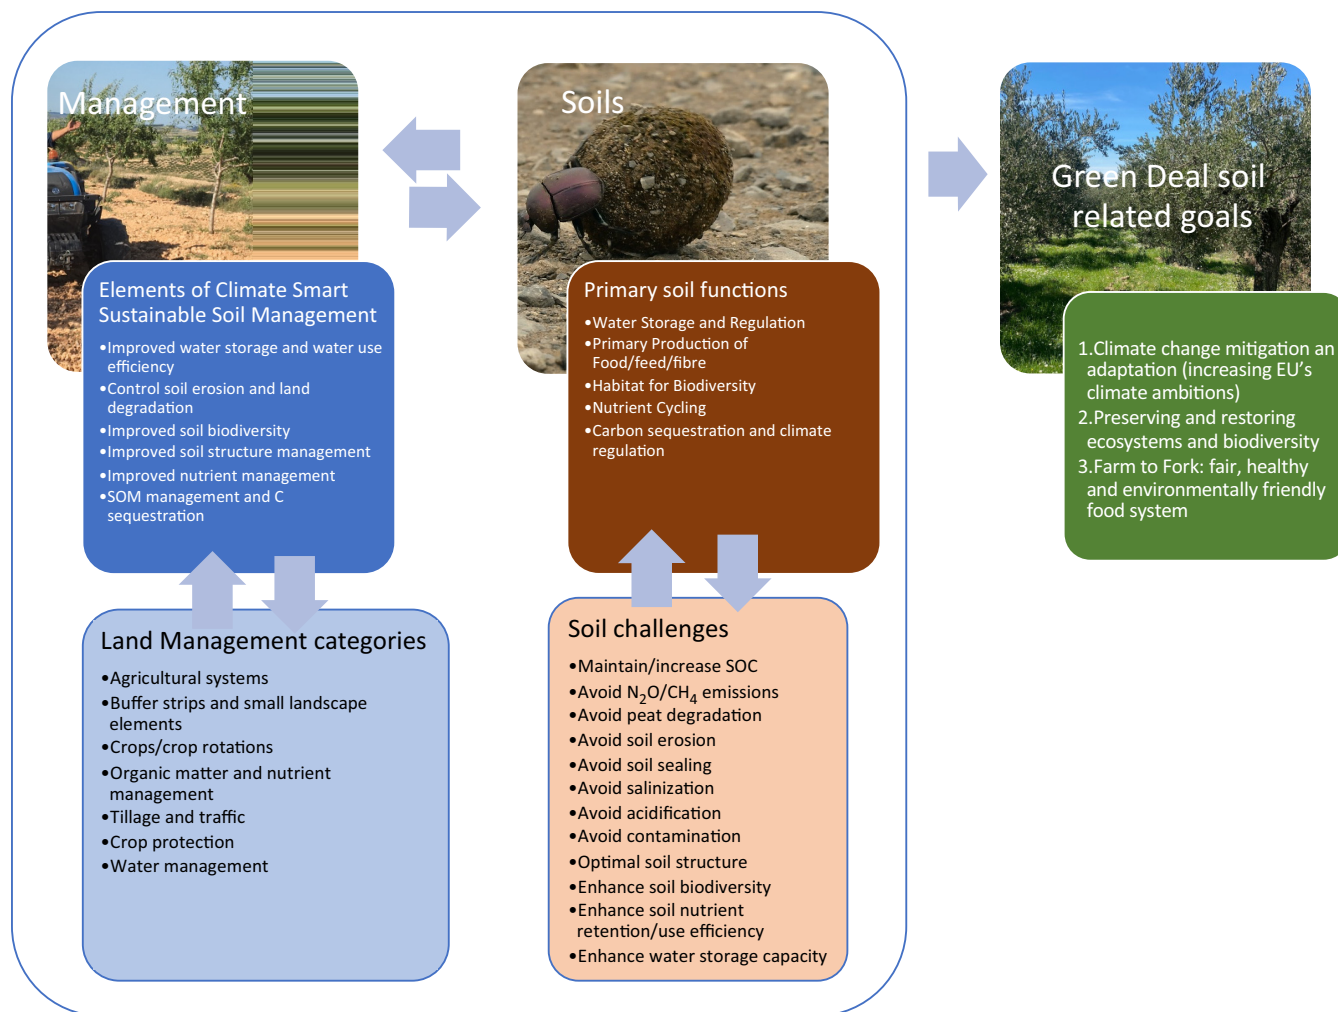 Management
Elements of Climate Smart
Sustainable Soil Management
•Improved water storage and water use
efficiency
•Control soil erosion and land
degradation
•Improved soil biodiversity
•Improved soil structure management
•Improved nutrient management
•SOM management and C
sequestration
Land Management categories
•Agricultural systems
•Buffer strips and small landscape
elements
•Crops/crop rotations
•Organic matter and nutrient
management
•Tillage and traffic
•Crop protection
•Water management
Soils
Primary soil functions
•Water Storage and Regulation
•Primary Production of
Food/feed/fibre
•Habitat for Biodiversity
•Nutrient Cycling
•Carbon sequestration and climate
regulation
Soil challenges
•Maintain/increase SOC
•Avoid N₂O/CH₄ emissions
•Avoid peat degradation
•Avoid soil erosion
•Avoid soil sealing
•Avoid salinization
•Avoid acidification
•Avoid contamination
•Optimal soil structure
•Enhance soil biodiversity
•Enhance soil nutrient
retention/use efficiency
•Enhance water storage capacity
Green Deal soil
related goals
1.Climate change mitigation an
adaptation (increasing EU's
climate ambitions)
2.Preserving and restoring
ecosystems and biodiversity
3.Farm to Fork: fair, healthy
and environmentally friendly
food system